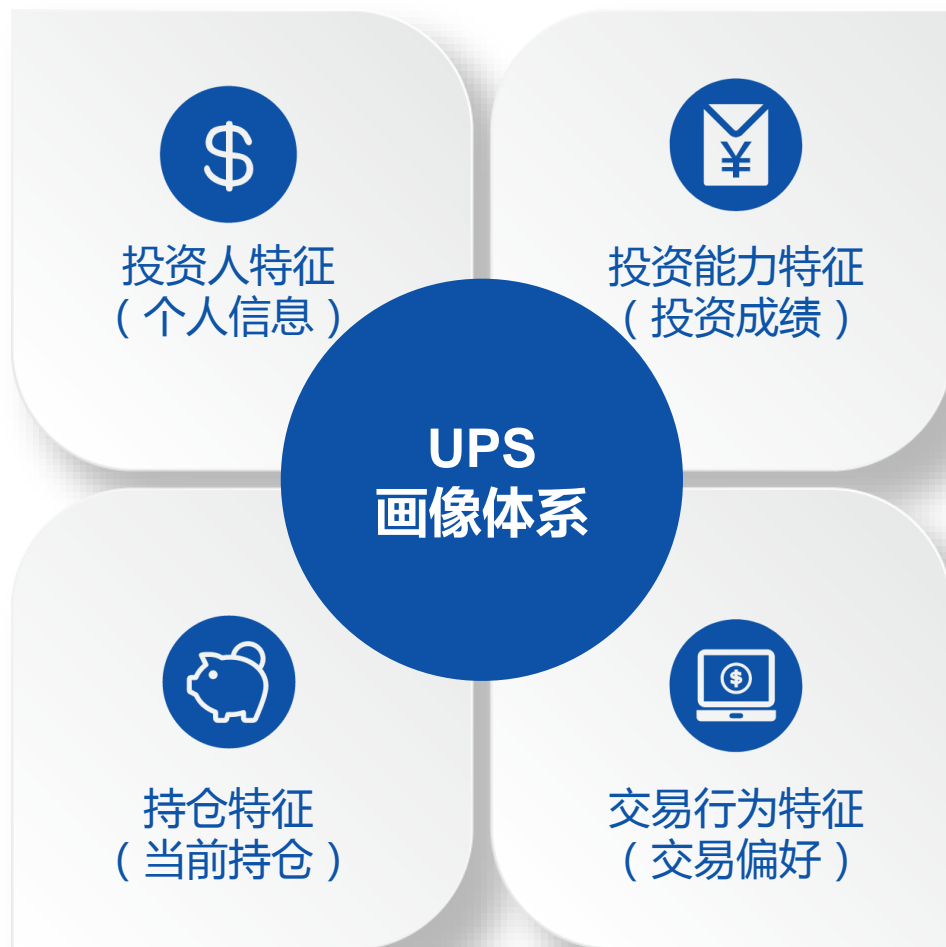 $
¥
投资人特征
（个人信息）
投资能力特征
（投资成绩）
UPS
画像体系
$
持仓特征
（当前持仓）
交易行为特征
（交易偏好）